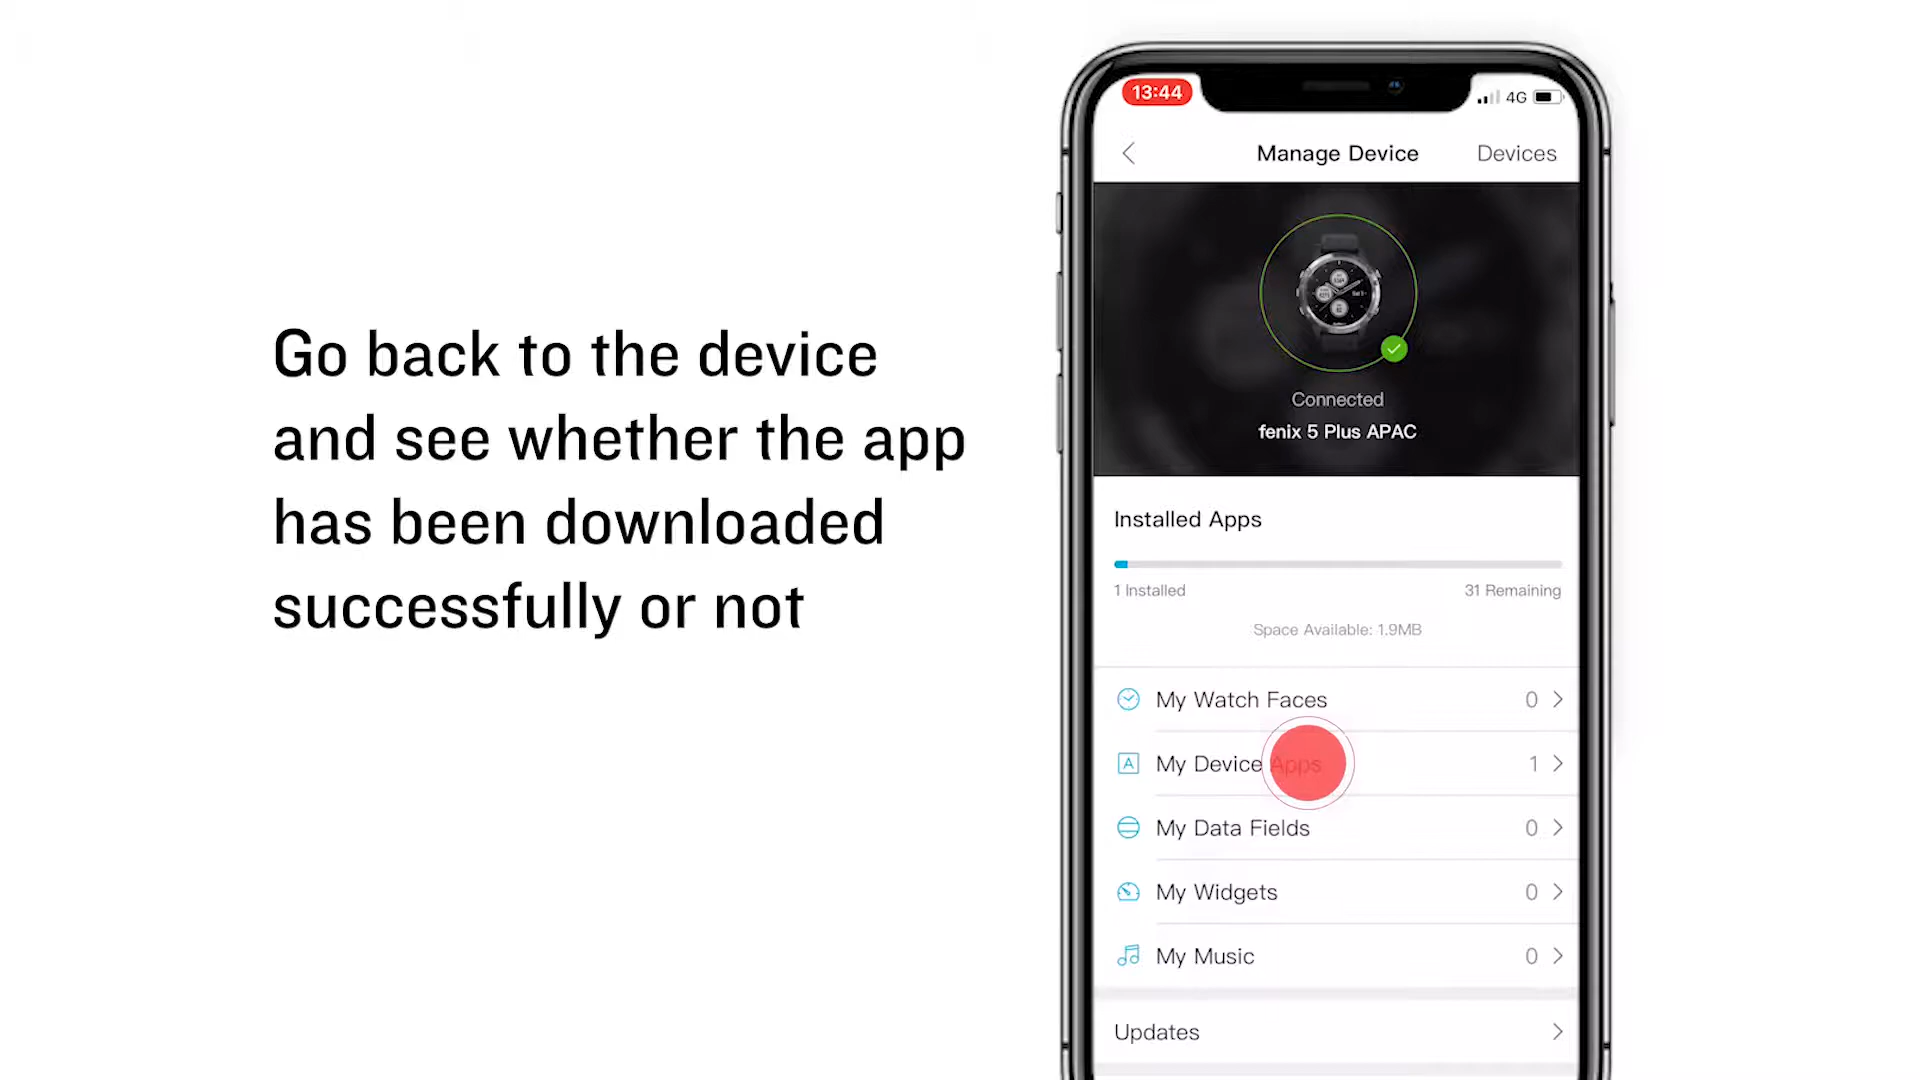 Go back to the device
and see whether the app
has been downloaded
successfully or not
13:44
4G
Manage Device
Devices
Connected
fenix 5 Plus APAC
Installed Apps
1 Installed
31 Remaining
Space Available: 1.9MB
My Watch Faces 0
My Device Apps 1
My Data Fields 0
My Widgets 0
My Music 0
Updates